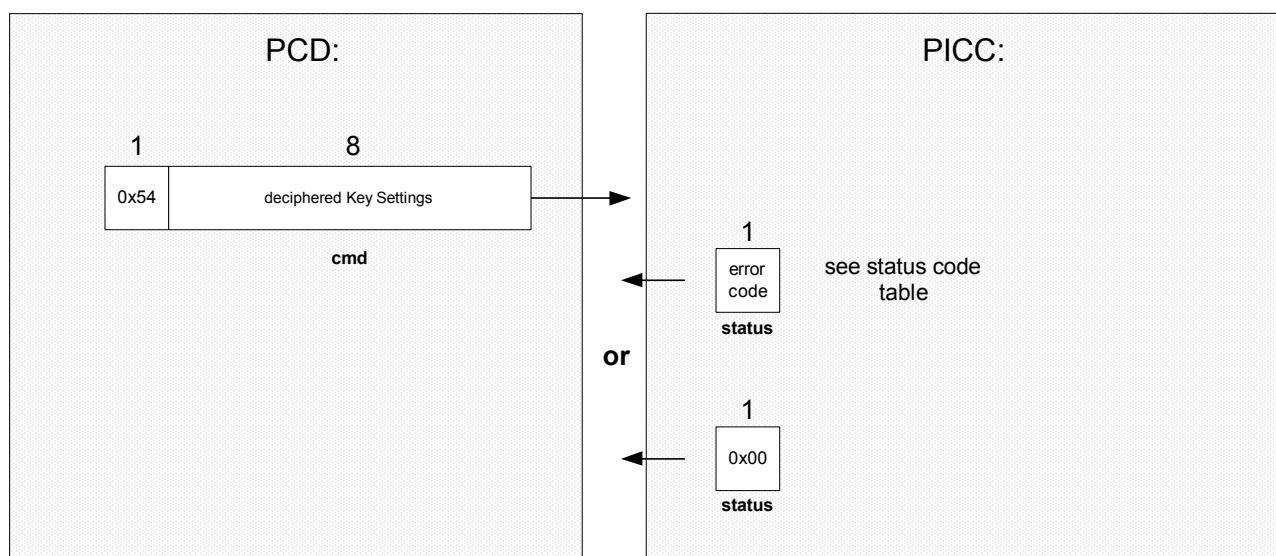 PCD:
1 8
0x54 deciphered Key Settings
cmd
PICC:
1
error
code
see status code
table
status
or
1
0x00
status